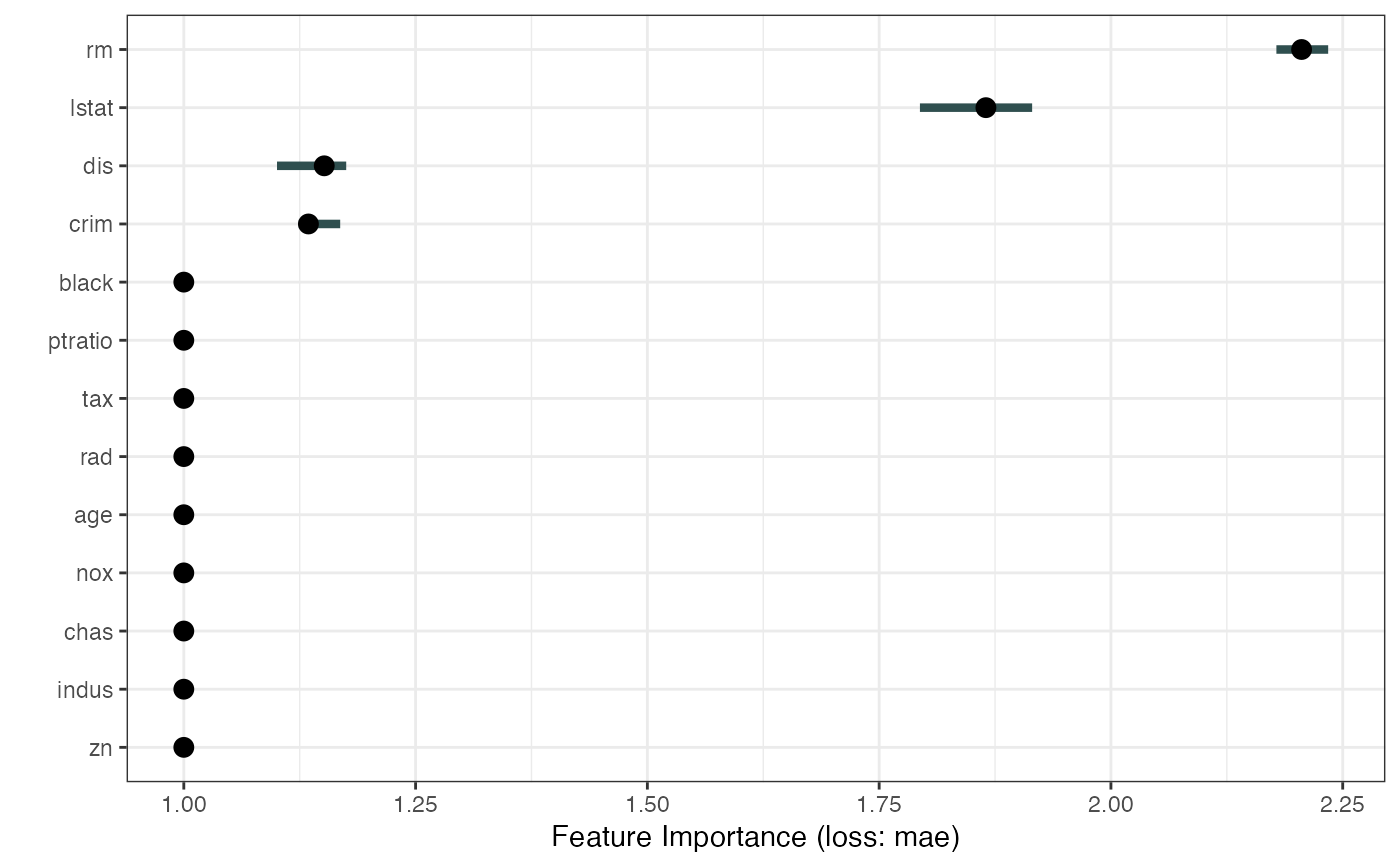 rm
lstat
dis
crim
black
ptratio
tax
rad
age
nox
chas
indus
zn
1.00 1.25 1.50 1.75 2.00 2.25
Feature Importance (loss: mae)